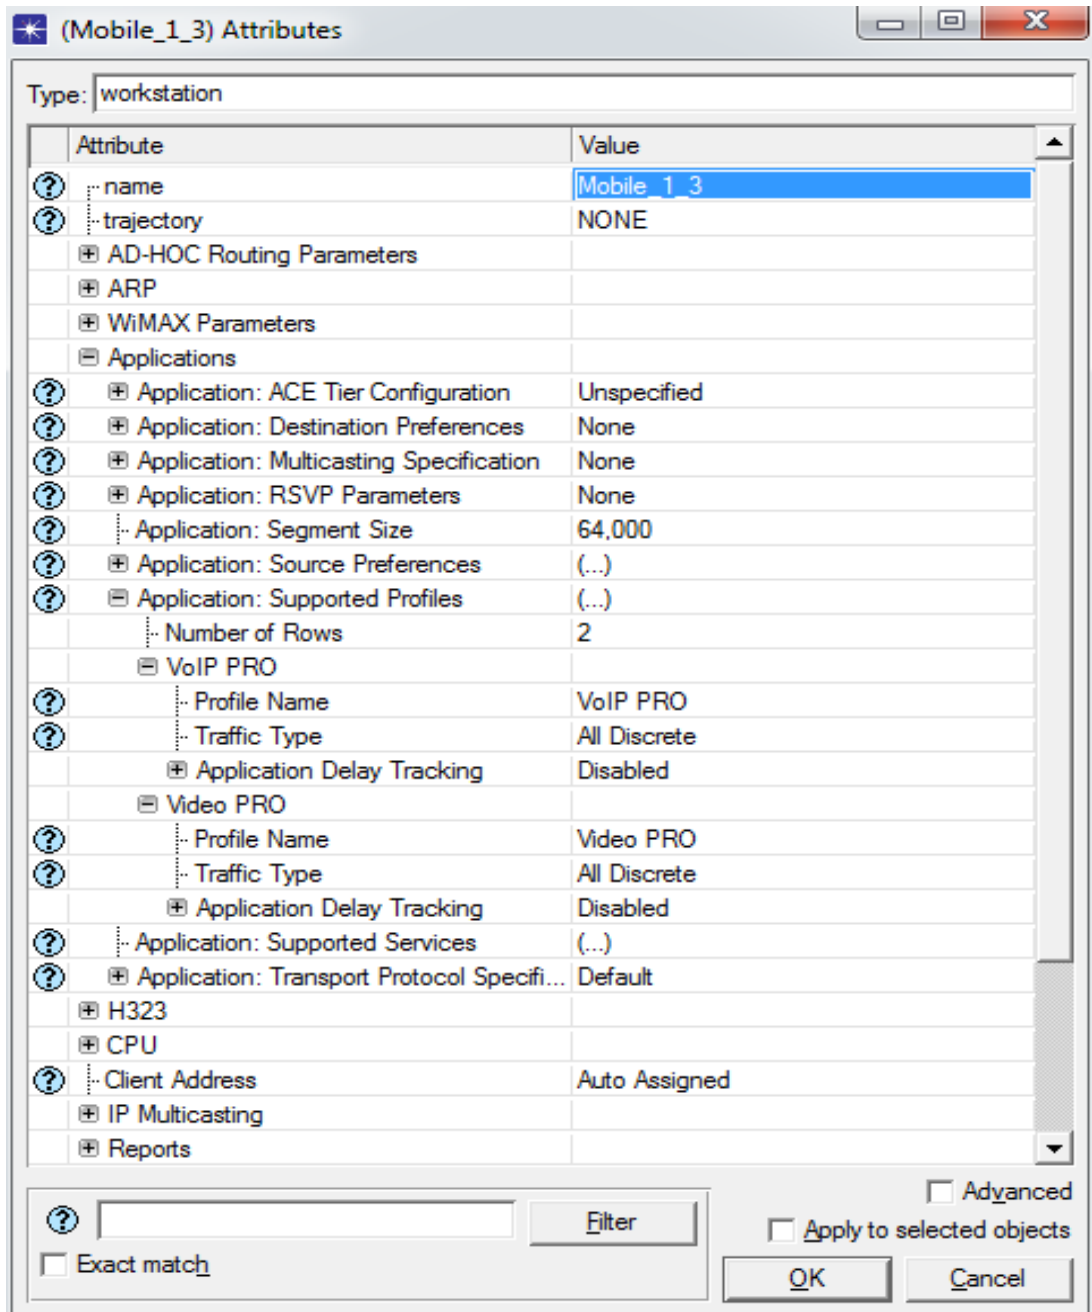 (Mobile_1_3) Attributes
Type: workstation
Attribute Value
name Mobile_1_3
trajectory NONE
AD-HOC Routing Parameters
ARP
WiMAX Parameters
Applications
Application: ACE Tier Configuration Unspecified
Application: Destination Preferences None
Application: Multicasting Specification None
Application: RSVP Parameters None
Application: Segment Size 64,000
Application: Source Preferences (...)
Application: Supported Profiles (...)
Number of Rows 2
VoIP PRO
Profile Name VoIP PRO
Traffic Type All Discrete
Application Delay Tracking Disabled
Video PRO
Profile Name Video PRO
Traffic Type All Discrete
Application Delay Tracking Disabled
Application: Supported Services (...)
Application: Transport Protocol Specifi... Default
H323
CPU
Client Address Auto Assigned
IP Multicasting
Reports
Advanced
Filter
Apply to selected objects
Exact match
OK Cancel